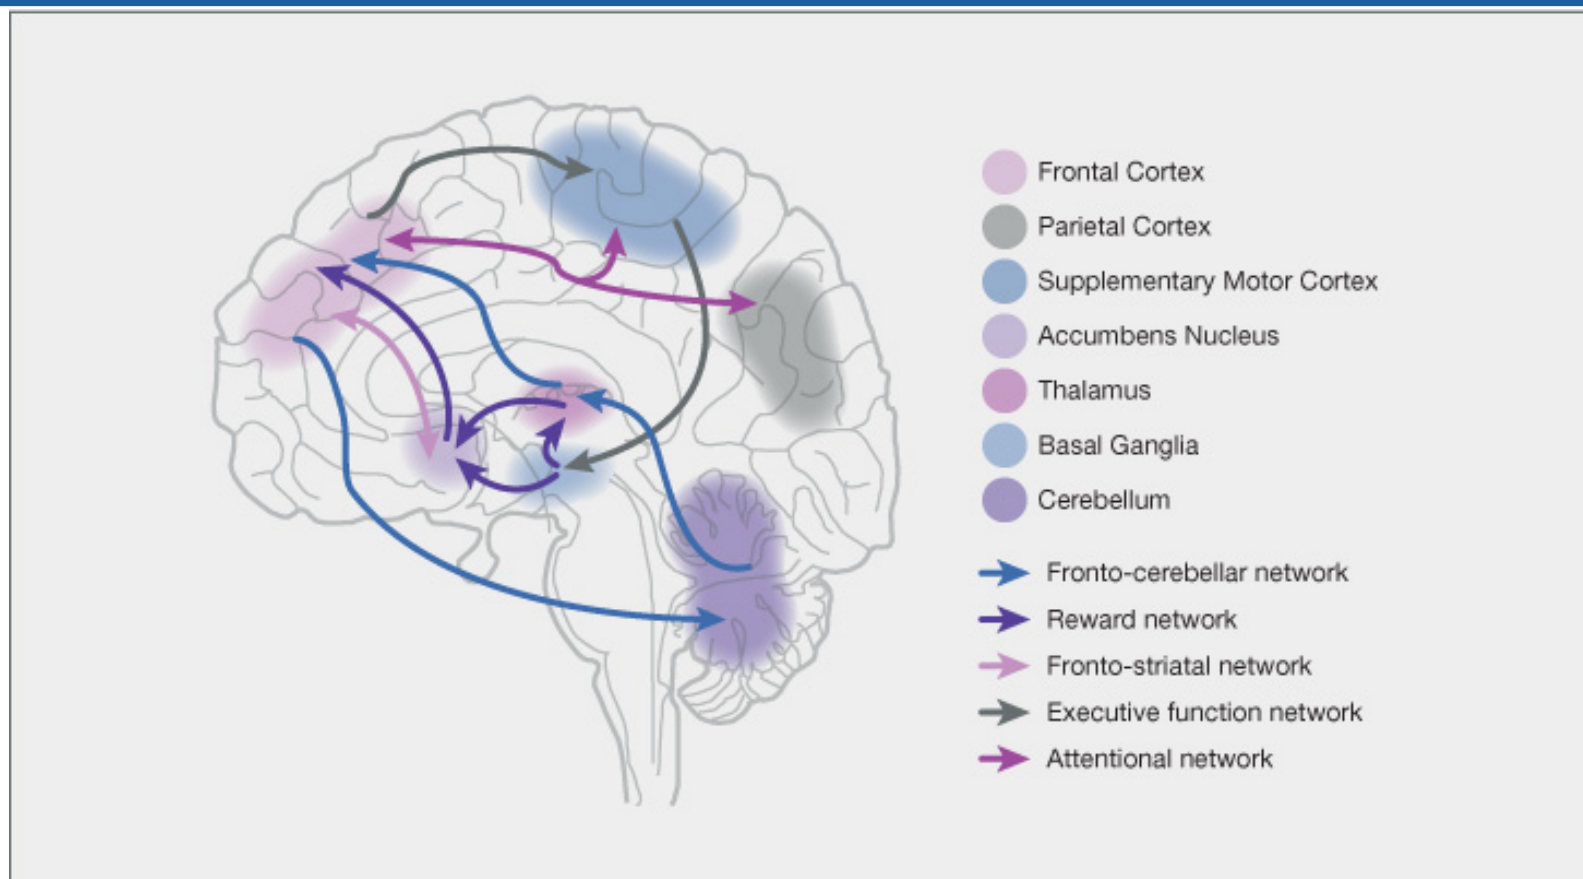 Frontal Cortex
Parietal Cortex
Supplementary Motor Cortex
Accumbens Nucleus
Thalamus
Basal Ganglia
Cerebellum
Fronto-cerebellar network
Reward network
Fronto-striatal network
Executive function network
Attentional network